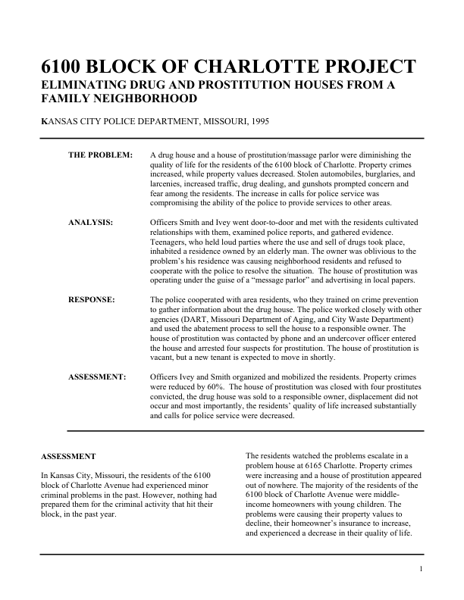 6100 BLOCK OF CHARLOTTE PROJECT
ELIMINATING DRUG AND PROSTITUTION HOUSES FROM A
FAMILY NEIGHBORHOOD
KANSAS CITY POLICE DEPARTMENT, MISSOURI, 1995
THE PROBLEM: A drug house and a house of prostitution/massage parlor were diminishing the
quality of life for the residents of the 6100 block of Charlotte. Property crimes
increased, while property values decreased. Stolen automobiles, burglaries, and
larcenies, increased traffic, drug dealing, and gunshots prompted concern and
fear among the residents. The increase in calls for police service was
compromising the ability of the police to provide services to other areas.
ANALYSIS: Officers Smith and Ivey went door-to-door and met with the residents cultivated
relationships with them, examined police reports, and gathered evidence.
Teenagers, who held loud parties where the use and sell of drugs took place,
inhabited a residence owned by an elderly man. The owner was oblivious to the
problem's his residence was causing neighborhood residents and refused to
cooperate with the police to resolve the situation. The house of prostitution was
operating under the guise of a "message parlor" and advertising in local papers.
RESPONSE: The police cooperated with area residents, who they trained on crime prevention
to gather information about the drug house. The police worked closely with other
agencies (DART, Missouri Department of Aging, and City Waste Department)
and used the abatement process to sell the house to a responsible owner. The
house of prostitution was contacted by phone and an undercover officer entered
the house and arrested four suspects for prostitution. The house of prostitution is
vacant, but a new tenant is expected to move in shortly.
ASSESSMENT: Officers Ivey and Smith organized and mobilized the residents. Property crimes
were reduced by 60%. The house of prostitution was closed with four prostitutes
convicted, the drug house was sold to a responsible owner, displacement did not
occur and most importantly, the residents' quality of life increased substantially
and calls for police service were decreased.
ASSESSMENT
In Kansas City, Missouri, the residents of the 6100
block of Charlotte Avenue had experienced minor
criminal problems in the past. However, nothing had
prepared them for the criminal activity that hit their
block, in the past year.
The residents watched the problems escalate in a
problem house at 6165 Charlotte. Property crimes
were increasing and a house of prostitution appeared
out of nowhere. The majority of the residents of the
6100 block of Charlotte Avenue were middle-
income homeowners with young children. The
problems were causing their property values to
decline, their homeowner's insurance to increase,
and experienced a decrease in their quality of life.
1